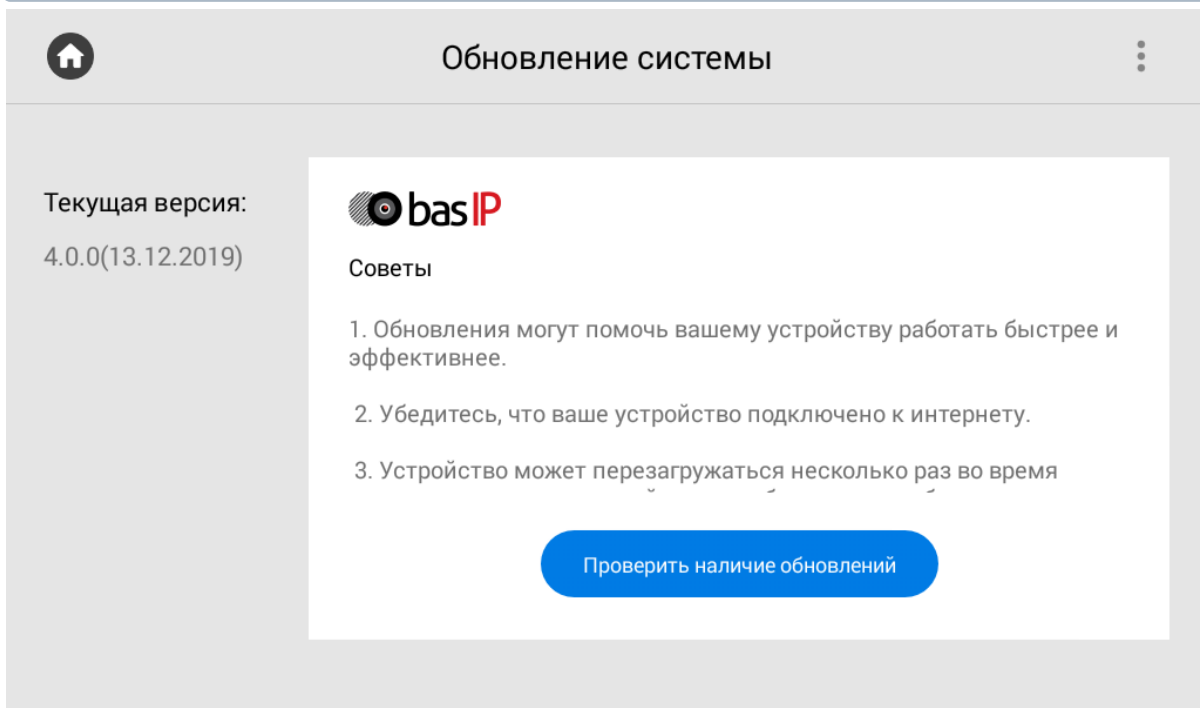 Обновление системы
Текущая версия:
4.0.0(13.12.2019)
bas IP
Советы
1. Обновления могут помочь вашему устройству работать быстрее и
эффективнее.
2. Убедитесь, что ваше устройство подключено к интернету.
3. Устройство может перезагружаться несколько раз во время
Проверить наличие обновлений